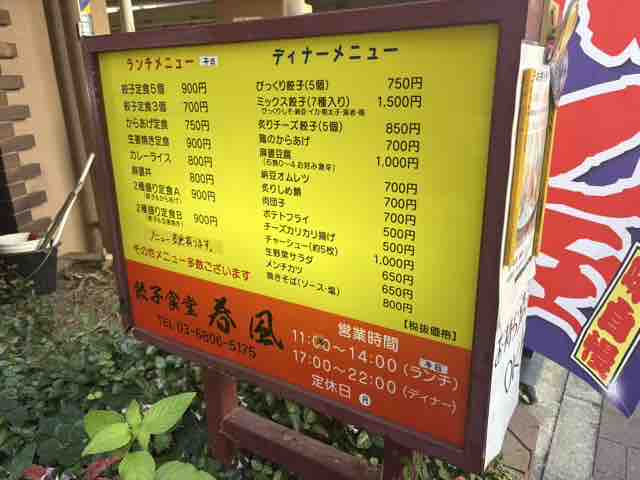 ランチメニュー 平日
餃子定食5個 900円
餃子定食3個 700円
からあげ定食 750円
生姜焼き定食 900円
カレーライス 800円
麻婆丼 800円
2種盛り定食A 900円
2種盛り定食B 900円
その他メニュー多数ございます
ディナーメニュー
びっくり餃子(5個) 750円
ミックス餃子(7種入り) 1,500円
炙りチーズ餃子(5個) 850円
鶏のからあげ 700円
麻婆豆腐 1,000円
(0辛〜4お好み激辛)
納豆オムレツ 700円
炙りしめ鯖 700円
肉団子 700円
ポテトフライ 500円
チーズカリカリ揚げ 500円
チャーシュー(約5枚) 1,000円
生野菜サラダ 650円
メンチカツ 650円
焼きそば(ソース・塩) 800円
【税抜価格】
餃子食堂 春風
TEL 03-6806-5175
営業時間
〜14:00(ランチ) 平日
17:00〜22:00(ディナー)
定休日 月